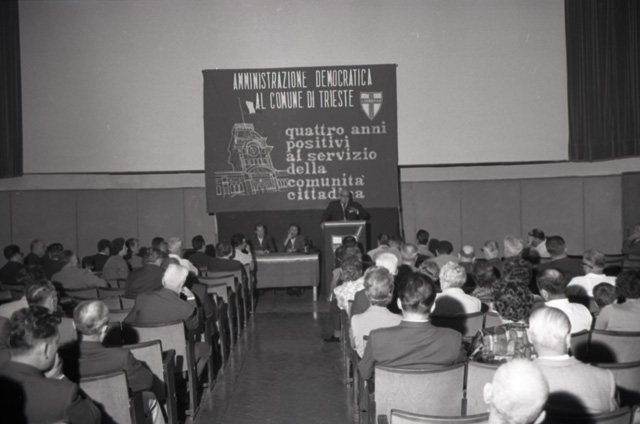 AMMINISTRAZIONE DEMOCRATICA
AL COMUNE DI TRIESTE
quattro anni
positivi
al servizio
della
comunita'
cittadina